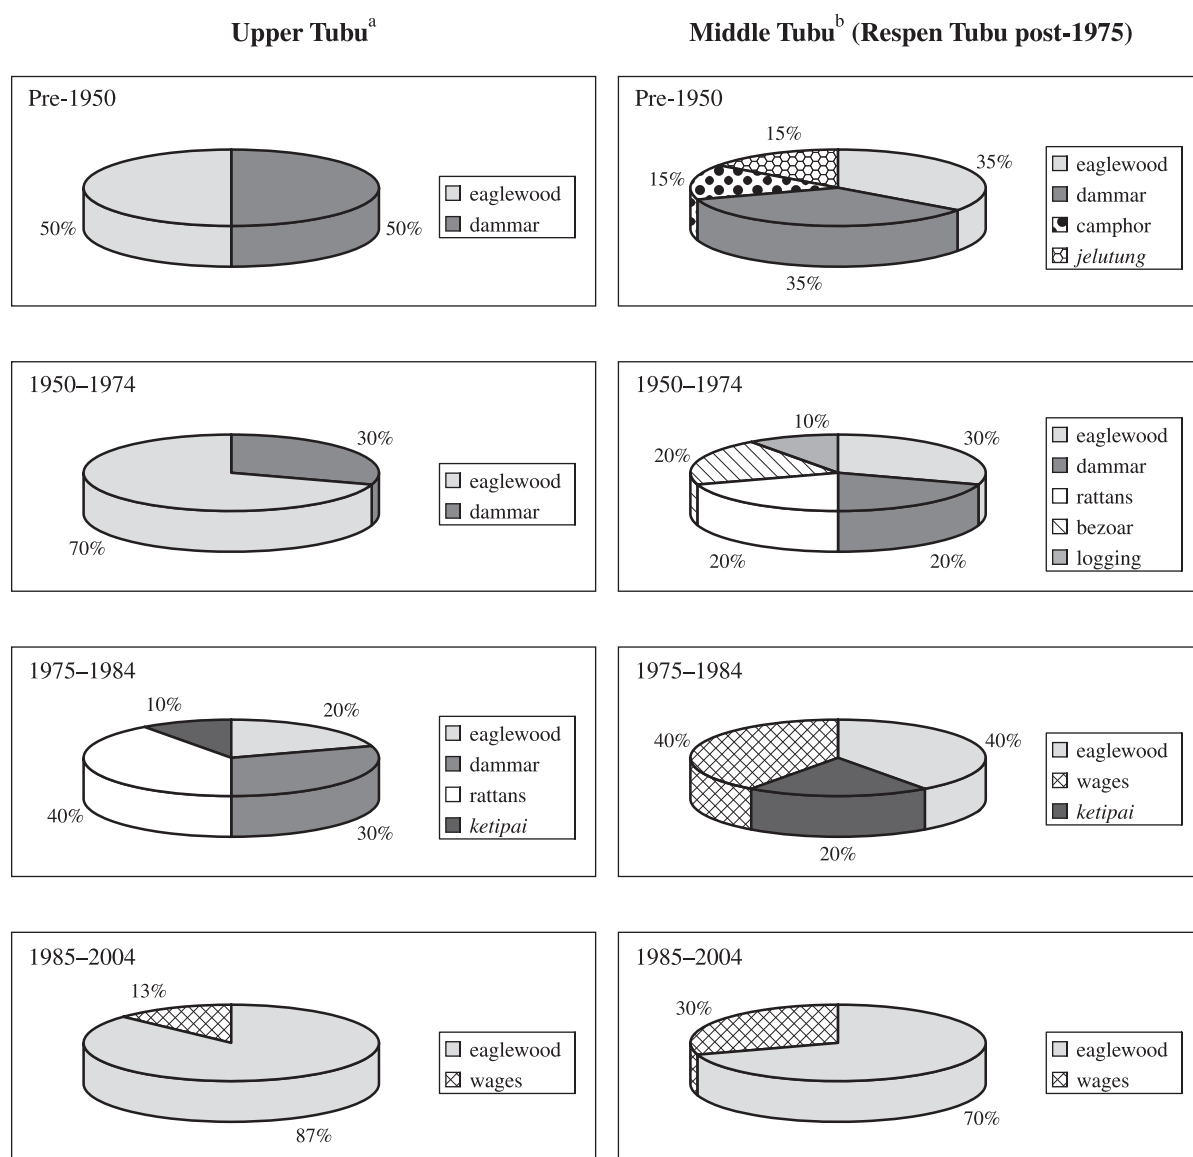 Upper Tubu^a
Middle Tubu^b (Respen Tubu post-1975)
Pre-1950
50%
50%
eaglewood
dammar
Pre-1950
15%
35%
15%
35%
eaglewood
dammar
camphor
jelutung
1950–1974
30%
70%
eaglewood
dammar
1950–1974
10%
30%
20%
20%
20%
eaglewood
dammar
rattans
bezoar
logging
1975–1984
10%
20%
40%
30%
eaglewood
dammar
rattans
ketipai
1975–1984
40%
40%
20%
eaglewood
wages
ketipai
1985–2004
13%
87%
eaglewood
wages
1985–2004
30%
70%
eaglewood
wages